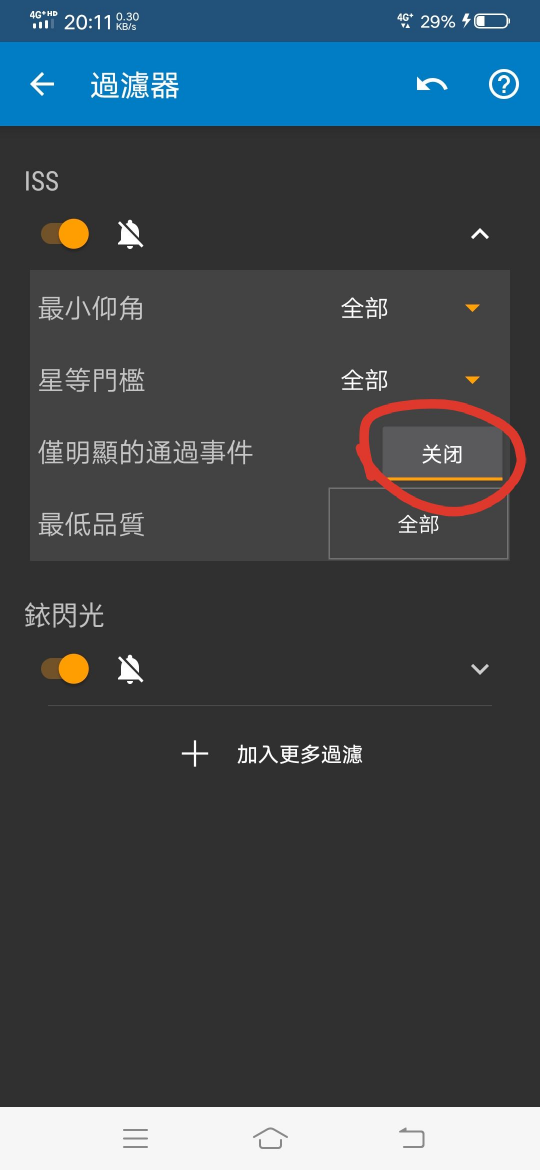 4G+HD 20:11 0.30 KB/s 4G+ 29%
過濾器
ISS
最小仰角 全部
星等門檻 全部
僅明顯的通過事件 关闭
最低品質 全部
銥閃光
加入更多過濾